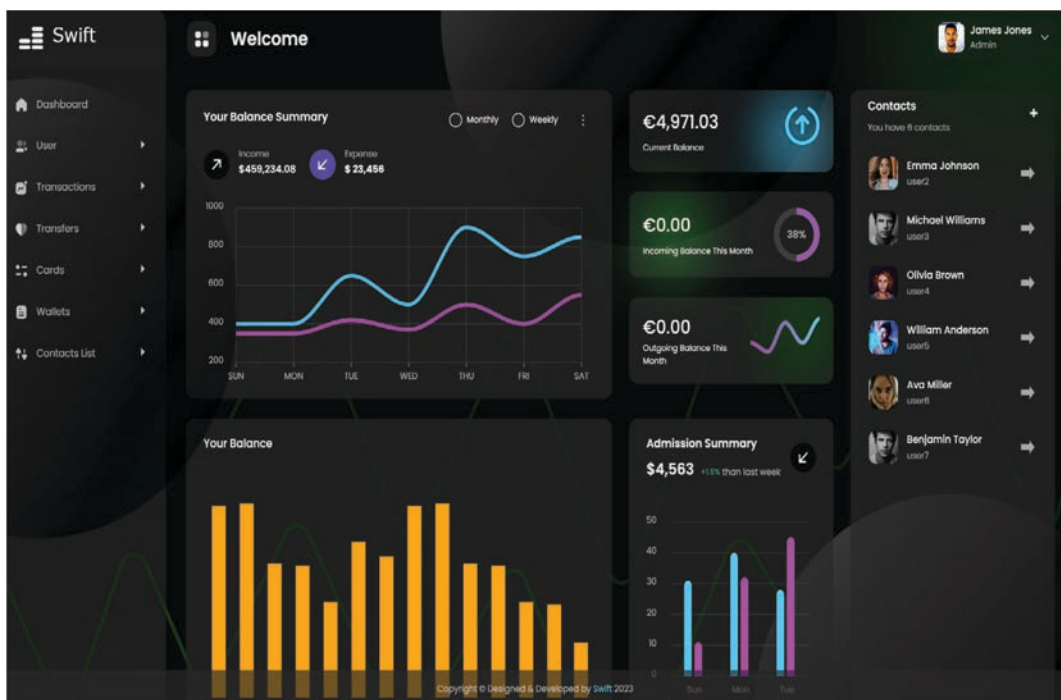 Swift
Welcome
James Jones
Admin
Dashboard
User
Transactions
Transfers
Cards
Wallets
Contacts List
Your Balance Summary
Monthly
Weekly
Income
$459,234.08
Expense
$ 23,456
1000
800
600
400
200
SUN MON TUE WED THU FRI SAT
€4,971.03
Current Balance
€0.00
Incoming Balance This Month
38%
€0.00
Outgoing Balance This
Month
Contacts
+
You have 6 contacts
Emma Johnson
user2
Michael Williams
user3
Olivia Brown
user4
William Anderson
user5
Ava Miller
user6
Benjamin Taylor
user7
Your Balance
Admission Summary
$4,563 +1.6% than last week
50
40
30
20
10
0
Sun Mon Tue
Copyright © Designed & Developed by Swift 2023